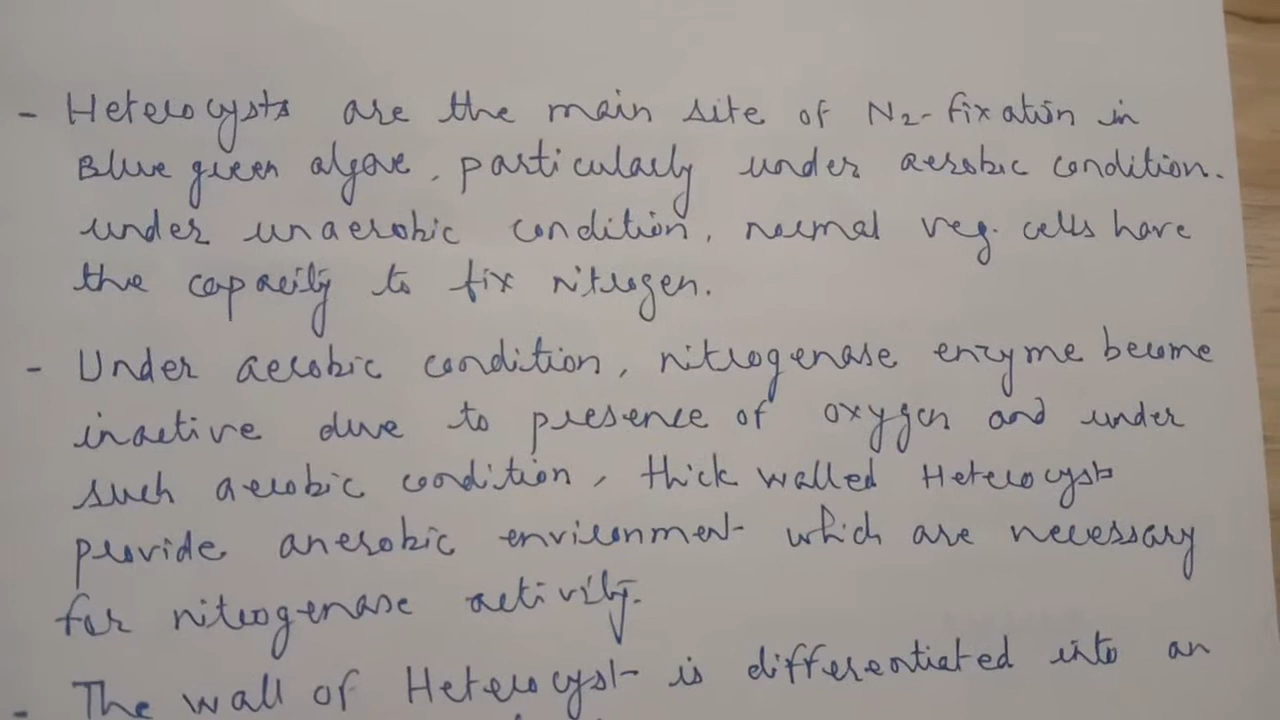 - Heterocysts are the main site of N2-fixation in
Blue green algae, particularly under aerobic condition.
under unaerobic condition, normal veg. cells have
the capacity to fix nitrogen.
- Under aerobic condition, nitrogenase enzyme become
inactive due to presence of oxygen and under
such aerobic condition, thick walled Heterocysts
provide anerobic environment which are necessary
for nitrogenase activity.
- The wall of Heterocyst is differentiated into an